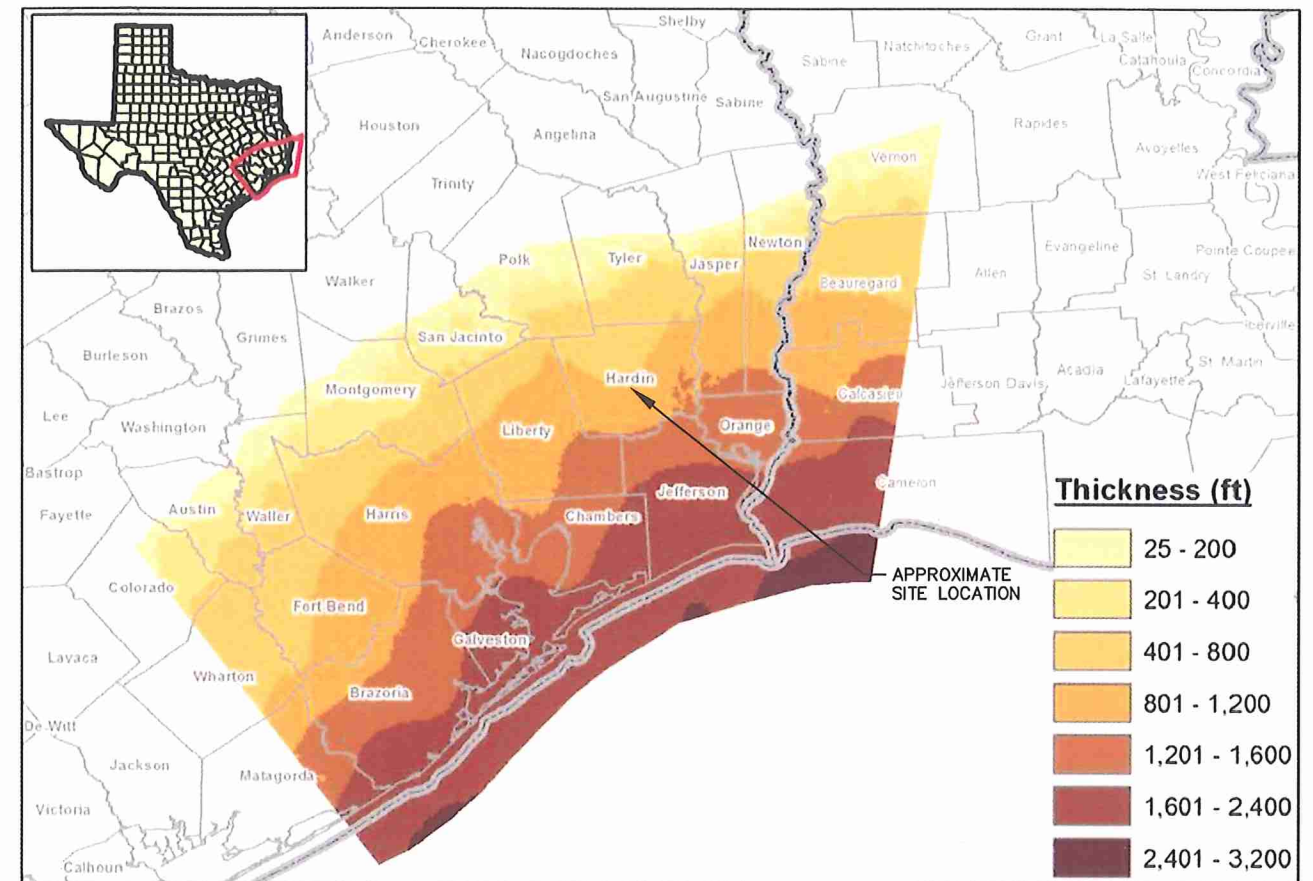 Shelby
Anderson
Cherokee
Nacogdoches
Sabine
Natchitoches
Grant
La Salle
Catahoula
Concordia
San Augustine
Sabine
Houston
Angelina
Rapides
Avoyelles
Vernon
West Feliciana
Trinity
Newton
Polk
Tyler
Jasper
Evangeline
Pointe Coupee
Walker
Beauregard
Allen
St. Landry
Brazos
Grimes
San Jacinto
Iberville
Burleson
St. Martin
Montgomery
Hardin
Calcasieu
Jefferson Davis
Acadia
Lafayette
Lee
Washington
Liberty
Orange
Bastrop
Cameron
Jefferson
Fayette
Austin
Waller
Harris
Chambers
Colorado
Fort Bend
Galveston
Lavaca
Wharton
Brazoria
De Witt
Jackson
Matagorda
Victoria
Calhoun
APPROXIMATE
SITE LOCATION
Thickness (ft)
25 - 200
201 - 400
401 - 800
801 - 1,200
1,201 - 1,600
1,601 - 2,400
2,401 - 3,200